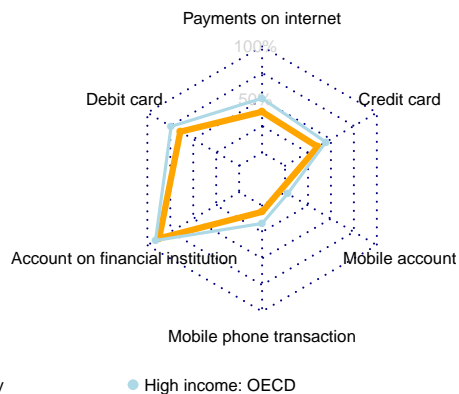 Payments on internet
100%
Debit card
50%
Credit card
Account on financial institution
Mobile account
Mobile phone transaction
y
High income: OECD